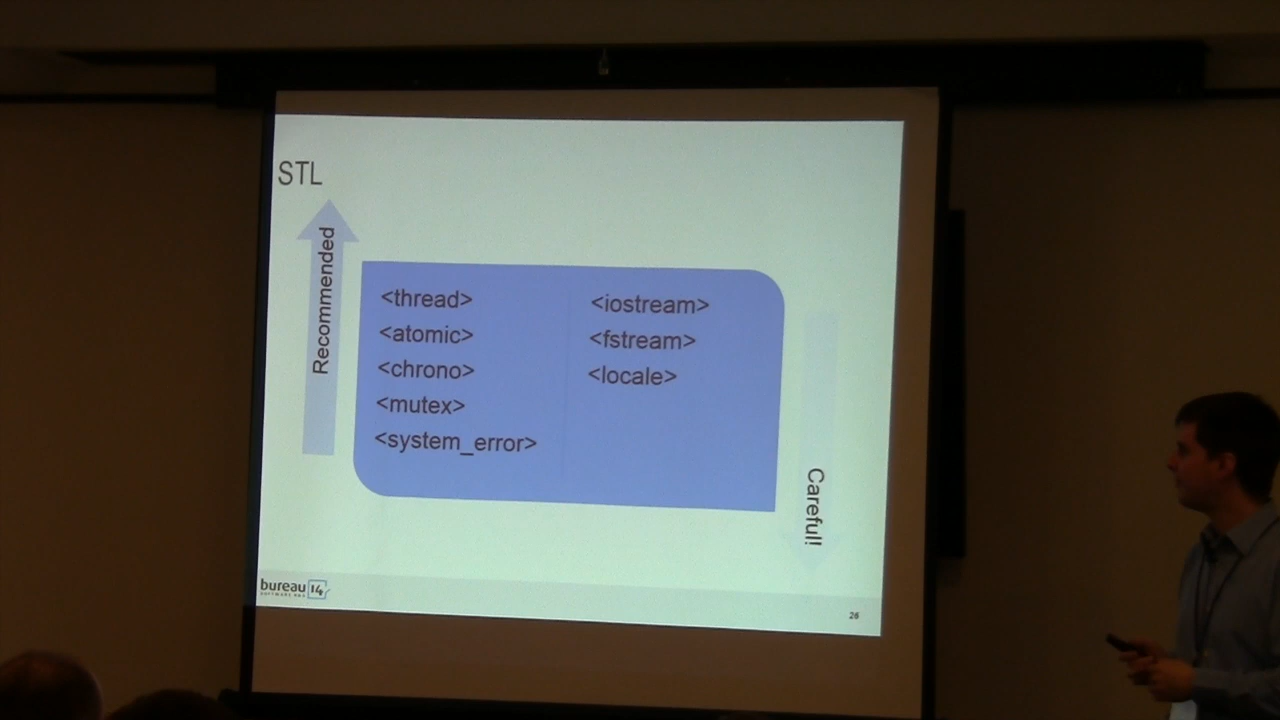 STL
Recommended
<thread>
<atomic>
<chrono>
<mutex>
<system_error>
<iostream>
<fstream>
<locale>
Careful!
bureau 14
26